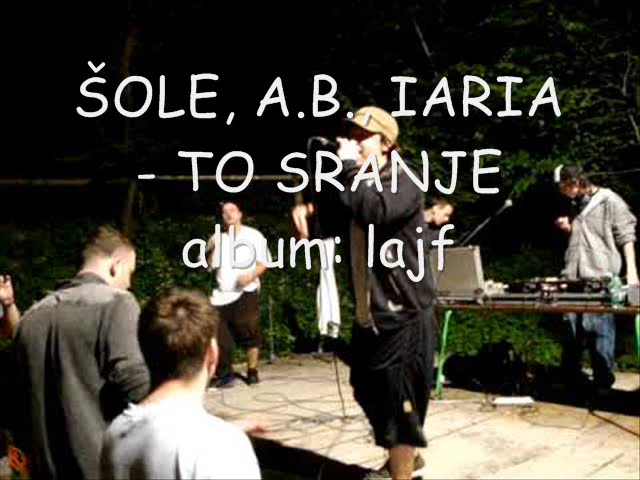 ŠOLE, A.B., IARIA
- TO SRANJE
album: lajf